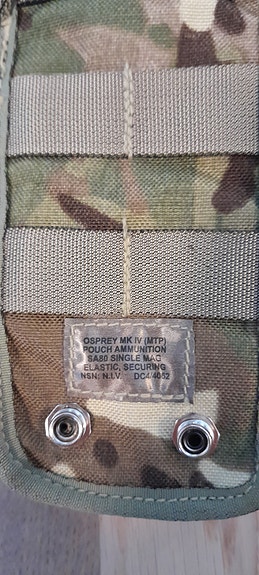 OSPREY MK IV (MTP)
POUCH AMMUNITION
SA80 SINGLE MAG
ELASTIC, SECURING
NSN: N.I.V. DC4/4052